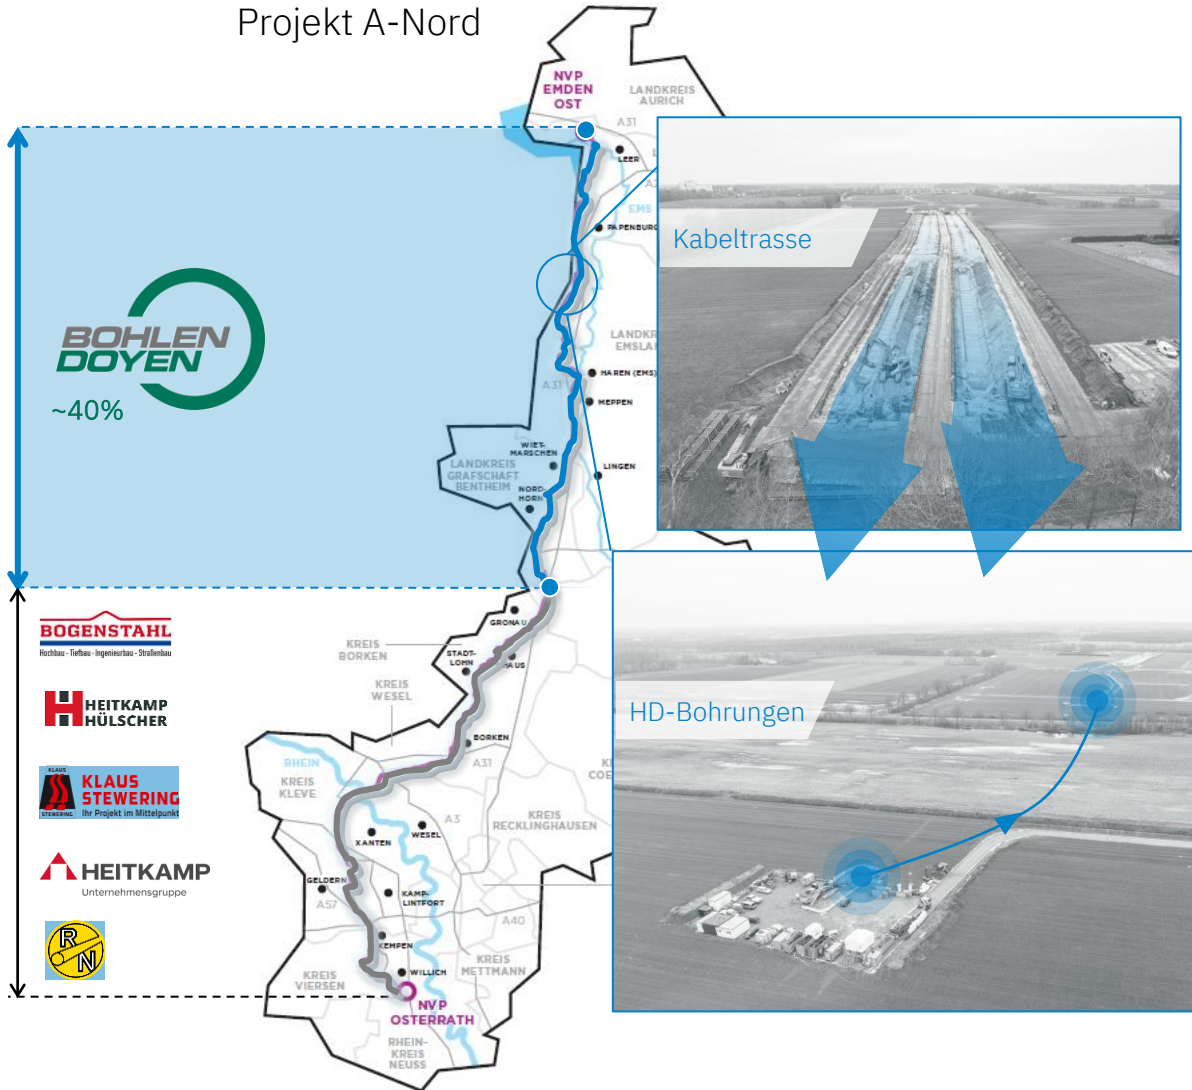 Projekt A-Nord
NVP
EMDEN
OST
LANDKREIS
AURICH
A31
LEER
EMS
PAPENBURG
Kabeltrasse
BOHLEN
DOYEN
~40%
A31
HAREN (EMS)
MEPPEN
WIET-
MARSCHEN
LANDKREIS
GRAFSCHAFT
BENTHEIM
NORD-
HORN
LINGEN
HD-Bohrungen
BOGENSTAHL
Hochbau - Tiefbau - Ingenieurbau - Straßenbau
GRONAU
KREIS
BORKEN
STADT-
LOHN
HAUS
KREIS
WESEL
HEITKAMP
HÜLSCHER
BORKEN
A31
RHEIN
KREIS
KLEVE
KLAUS
STEWERING
KLAUS
STEWERING
Ihr Projekt im Mittelpunkt
A3
KREIS
RECKLINGHAUSEN
WESEL
XANTEN
HEITKAMP
Unternehmensgruppe
GELDERN
A57
KAMP-
LINTFORT
A40
R
N
KEMPEN
KREIS
METTMANN
KREIS
VIERSEN
WILLICH
NVP
OSTERRATH
RHEIN-
KREIS
NEUSS